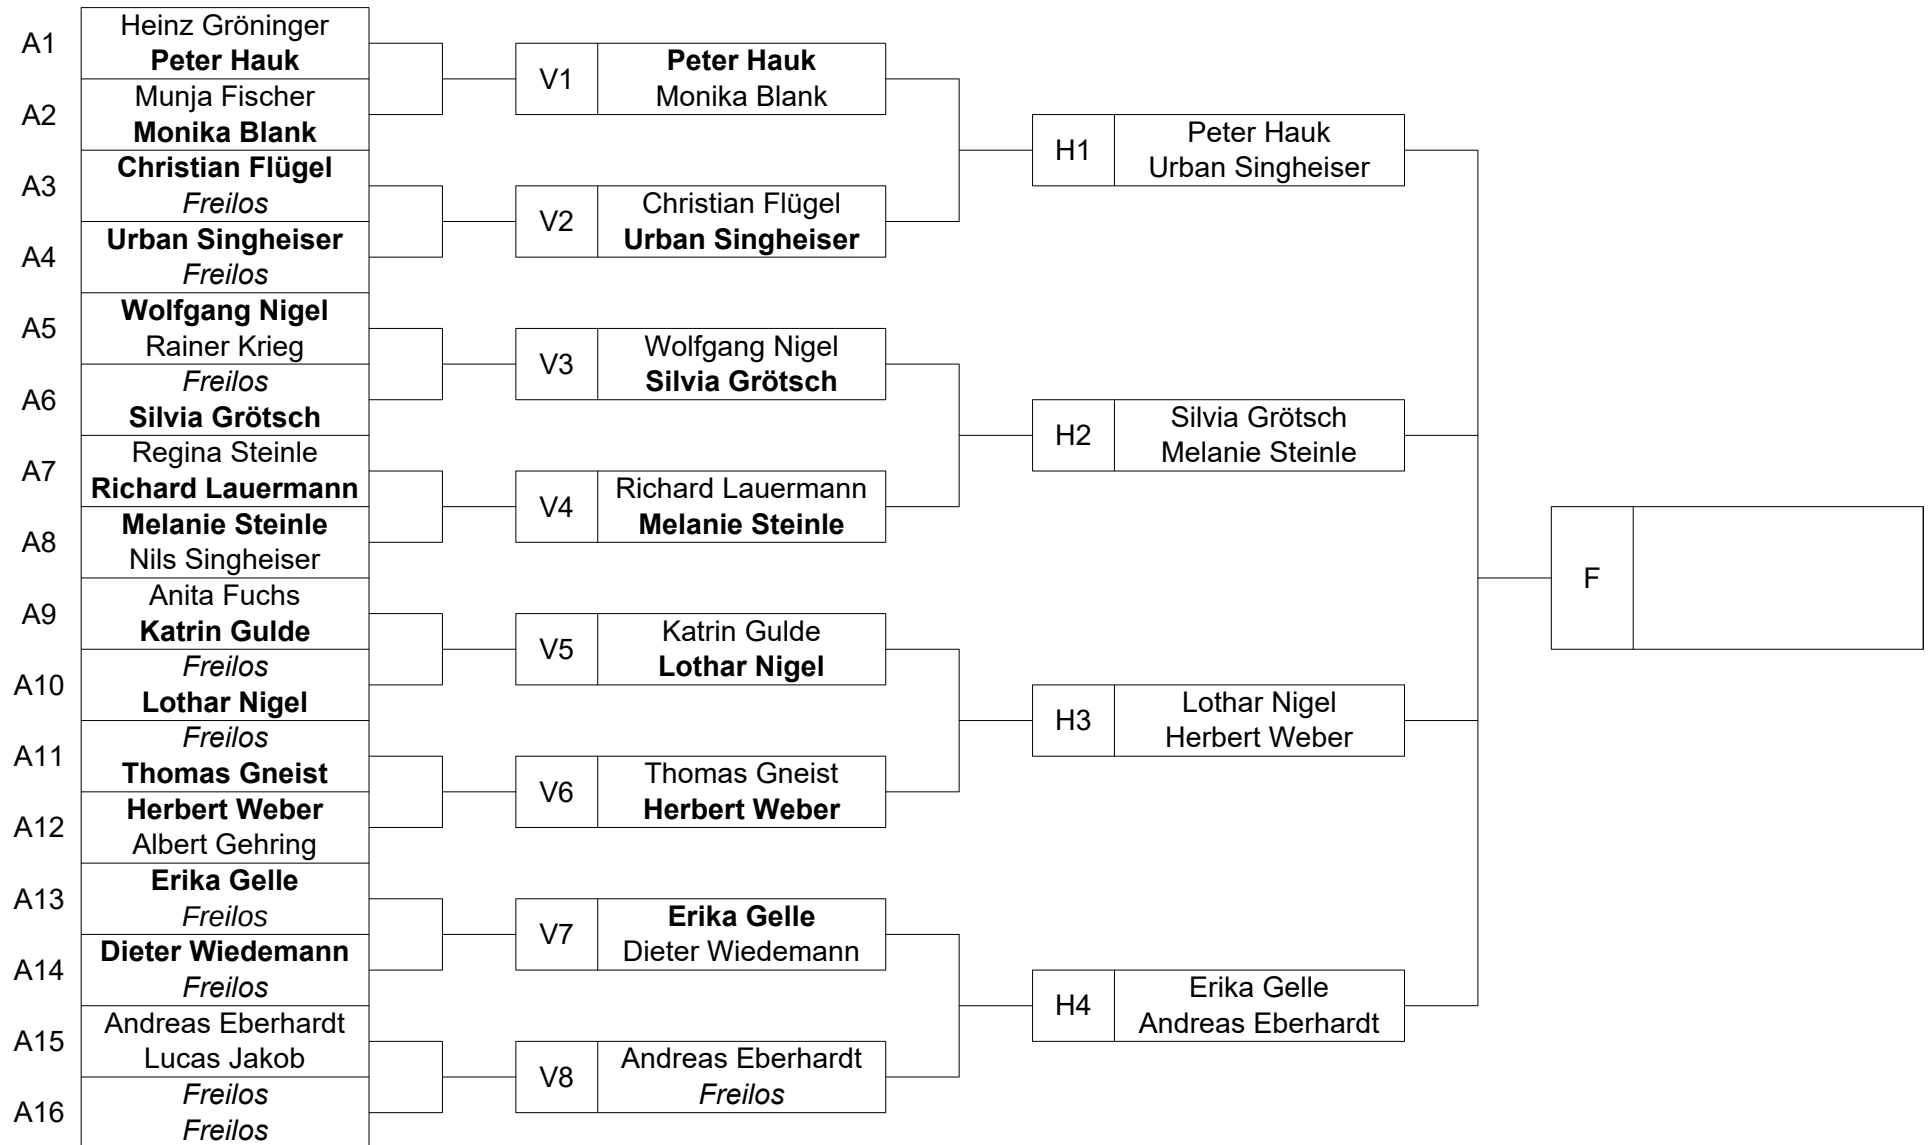 A1
Heinz Gröninger
Peter Hauk
A2
Munja Fischer
Monika Blank
A3
Christian Flügel
Freilos
A4
Urban Singheiser
Freilos
A5
Wolfgang Nigel
Rainer Krieg
A6
Freilos
Silvia Grötsch
A7
Regina Steinle
Richard Lauermann
A8
Melanie Steinle
Nils Singheiser
A9
Anita Fuchs
Katrin Gulde
A10
Freilos
Lothar Nigel
A11
Freilos
Thomas Gneist
A12
Herbert Weber
Albert Gehring
A13
Erika Gelle
Freilos
A14
Dieter Wiedemann
Freilos
A15
Andreas Eberhardt
Lucas Jakob
A16
Freilos
Freilos
V1
Peter Hauk
Monika Blank
V2
Christian Flügel
Urban Singheiser
V3
Wolfgang Nigel
Silvia Grötsch
V4
Richard Lauermann
Melanie Steinle
V5
Katrin Gulde
Lothar Nigel
V6
Thomas Gneist
Herbert Weber
V7
Erika Gelle
Dieter Wiedemann
V8
Andreas Eberhardt
Freilos
H1
Peter Hauk
Urban Singheiser
H2
Silvia Grötsch
Melanie Steinle
H3
Lothar Nigel
Herbert Weber
H4
Erika Gelle
Andreas Eberhardt
F